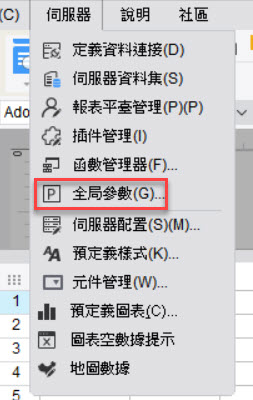 (C) 伺服器 說明 社區
定義資料連接(D)
伺服器資料集(S)
Ado
報表平臺管理(P)(P)
插件管理(I)
函數管理器(F)...
P 全局參數(G)...
伺服器配置(S)(M)...
預定義樣式(K)...
元件管理(W)...
1
預定義圖表(C)...
2
圖表空數據提示
3
地圖數據
4
5